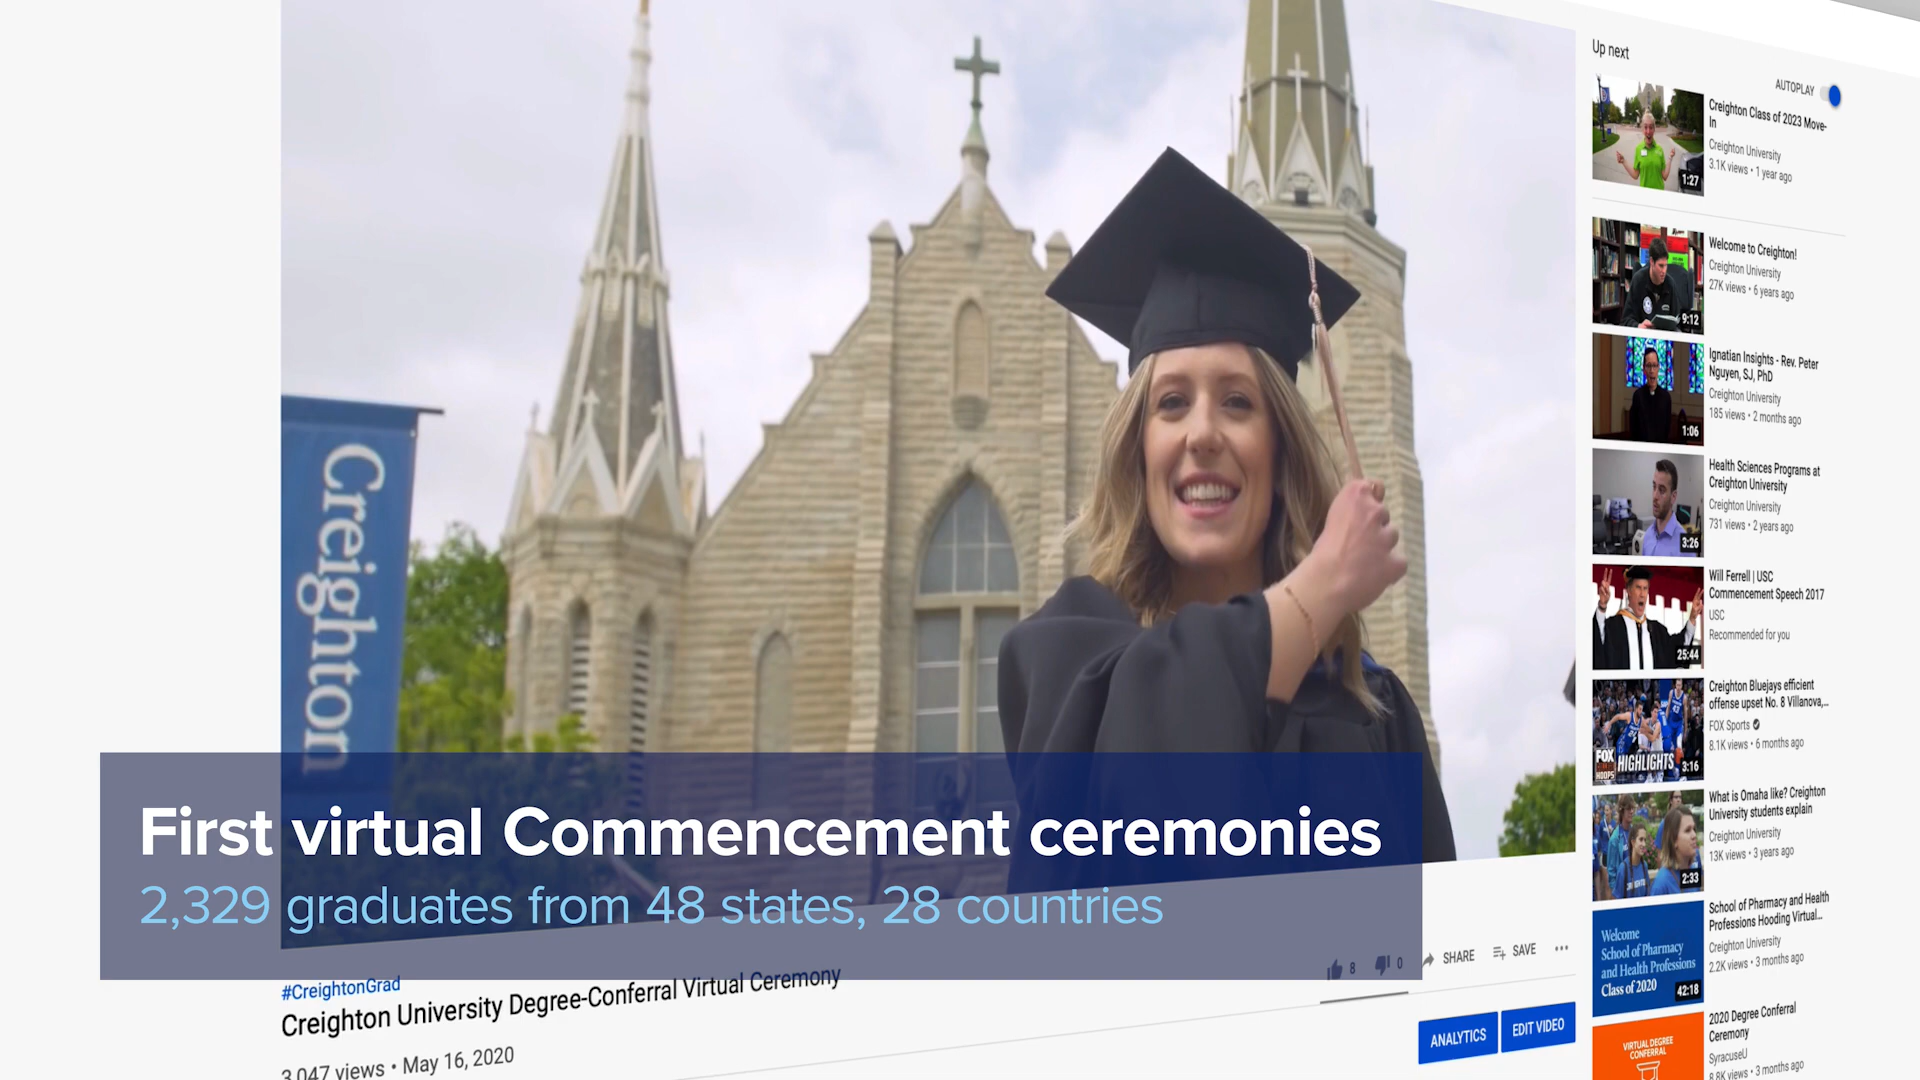 Creighton
First virtual Commencement ceremonies
2,329 graduates from 48 states, 28 countries
#CreightonGrad
Creighton University Degree-Conferral Virtual Ceremony
3,047 views • May 16, 2020
8
0
SHARE
SAVE
ANALYTICS
EDIT VIDEO
Up next
AUTOPLAY
1:27
Creighton Class of 2023 Move-
In
Creighton University
3.1K views • 1 year ago
9:12
Welcome to Creighton!
Creighton University
27K views • 6 years ago
1:06
Ignatian Insights - Rev. Peter
Nguyen, SJ, PhD
Creighton University
185 views • 2 months ago
3:26
Health Sciences Programs at
Creighton University
Creighton University
731 views • 2 years ago
25:44
Will Ferrell | USC
Commencement Speech 2017
USC
Recommended for you
FOX
HOOPS
HIGHLIGHTS
3:16
Creighton Bluejays efficient
offense upset No. 8 Villanova,...
FOX Sports
8.1K views • 6 months ago
2:33
What is Omaha like? Creighton
University students explain
Creighton University
13K views • 3 years ago
Welcome
School of Pharmacy
and Health Professions
Class of 2020
42:18
School of Pharmacy and Health
Professions Hooding Virtual...
Creighton University
2.2K views • 3 months ago
VIRTUAL DEGREE
CONFERRAL
2020 Degree Conferral
Ceremony
SyracuseU
8.8K views • 3 months ago